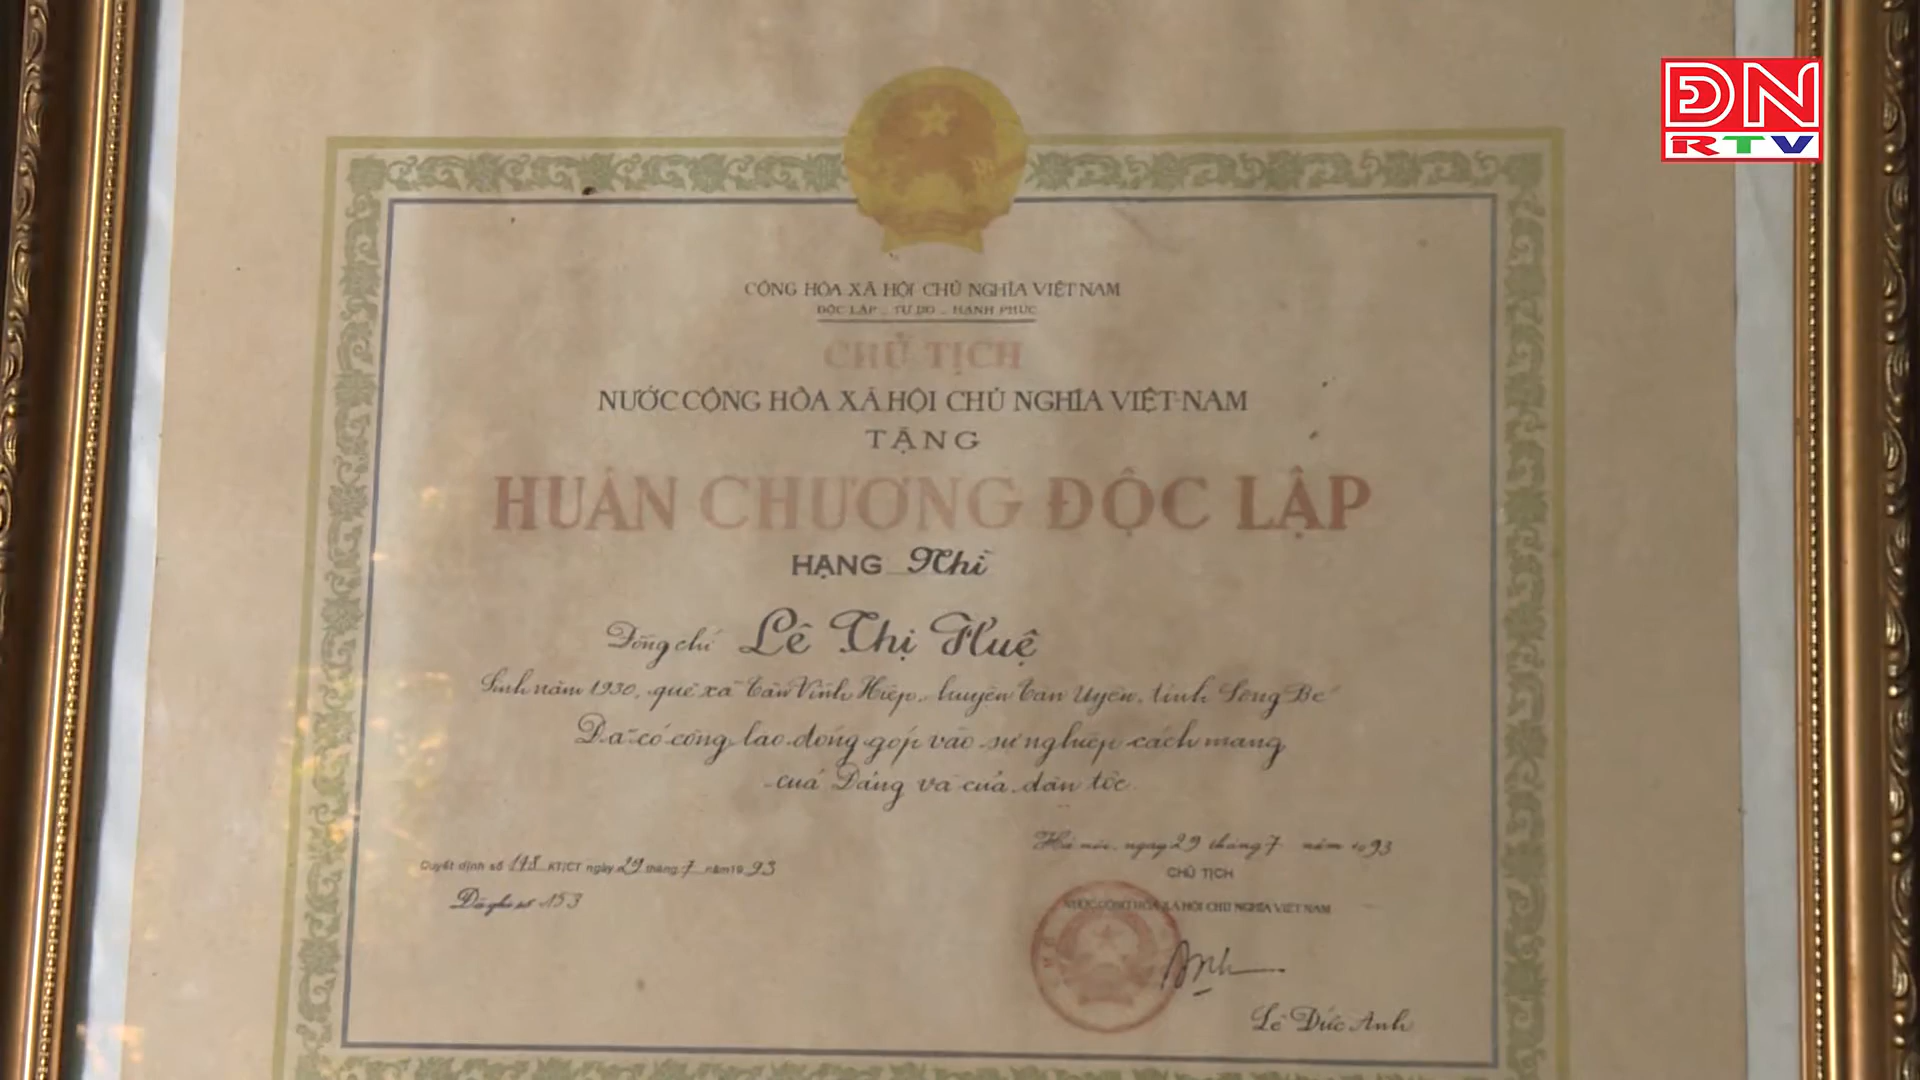 ĐN
RTV
CỘNG HÒA XÃ HỘI CHỦ NGHĨA VIỆT NAM
ĐỘC LẬP - TỰ DO - HẠNH PHÚC
CHỦ TỊCH
NƯỚC CỘNG HÒA XÃ HỘI CHỦ NGHĨA VIỆT NAM
TẶNG
HUÂN CHƯƠNG ĐỘC LẬP
HẠNG Nhì
Đồng chí Lê Thị Huệ
Sinh năm 1930, quê xã Tân Vĩnh Hiệp, huyện Tân Uyên, tỉnh Sông Bé
Đã có công lao đóng góp vào sự nghiệp cách mạng
của Đảng và của dân tộc
Hà nội, ngày 29 tháng 7 năm 1993
Quyết định số 148 KT/CT ngày 29 tháng 7 năm 19 93
CHỦ TỊCH
153
NƯỚC CỘNG HÒA XÃ HỘI CHỦ NGHĨA VIỆT NAM
Lê Đức Anh